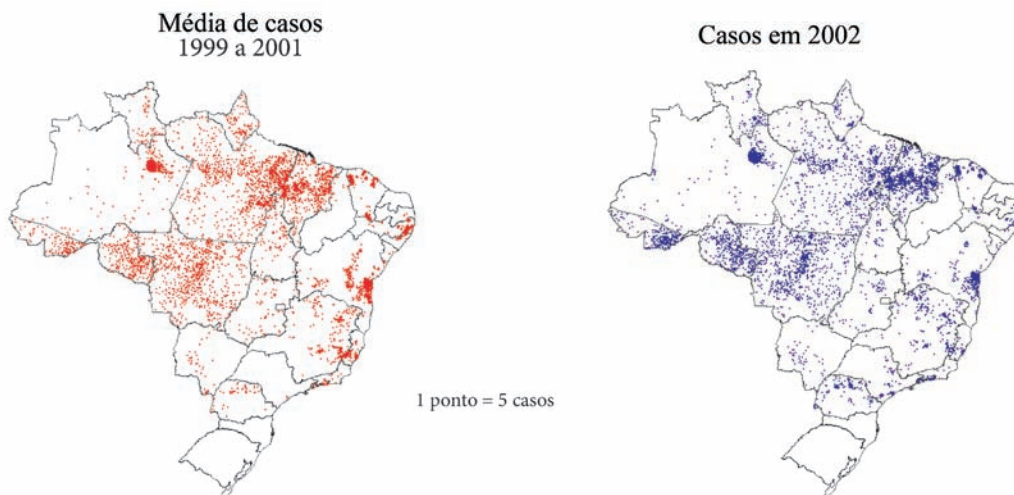 Média de casos
1999 a 2001
Casos em 2002
1 ponto = 5 casos